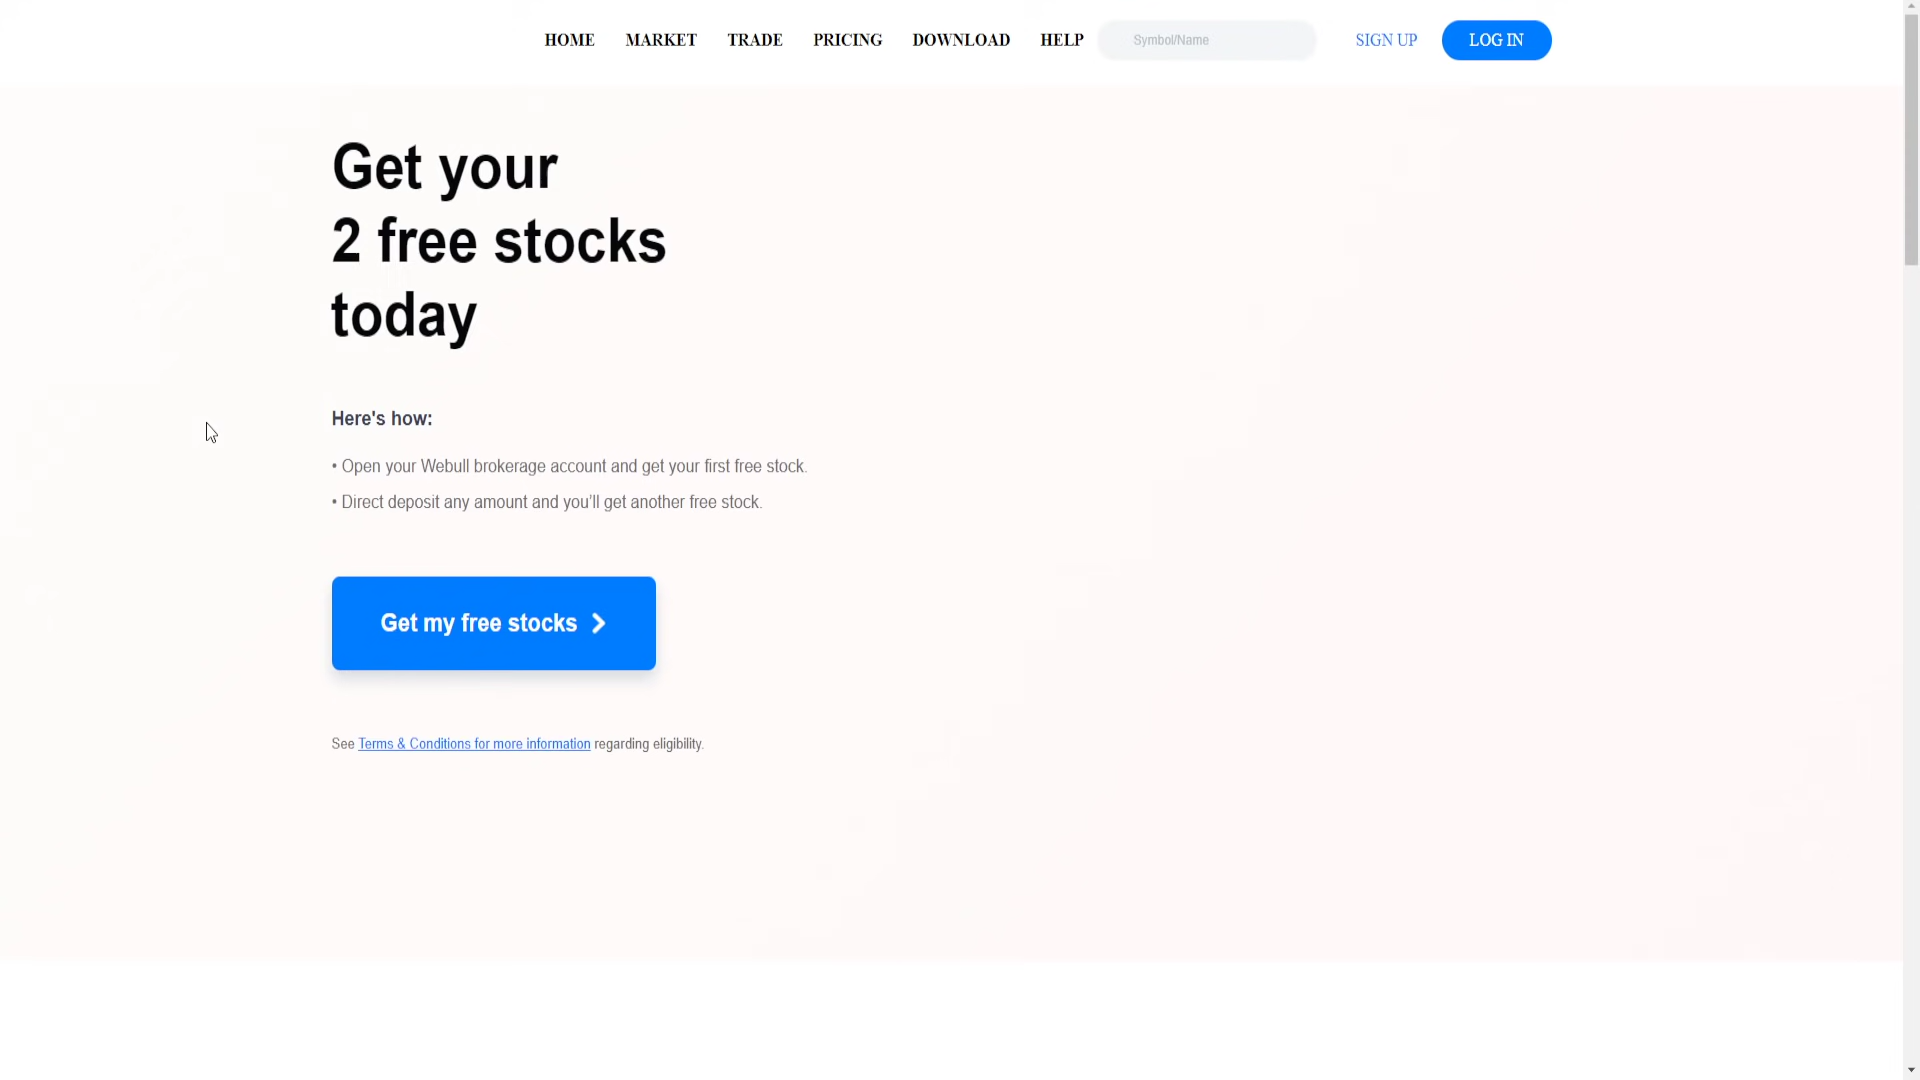 HOME MARKET TRADE PRICING DOWNLOAD HELP Symbol/Name SIGN UP LOG IN
Get your
2 free stocks
today
Here's how:
• Open your Webull brokerage account and get your first free stock.
• Direct deposit any amount and you’ll get another free stock.
Get my free stocks
See Terms & Conditions for more information regarding eligibility.